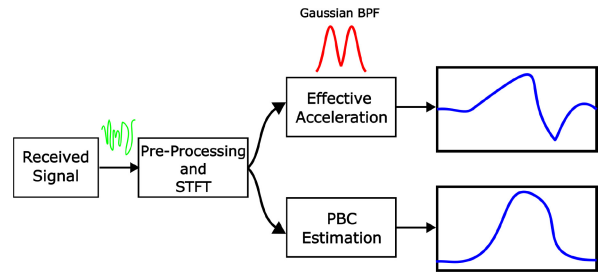 Gaussian BPF
Effective
Acceleration
Received
Signal
Pre-Processing
and
STFT
PBC
Estimation